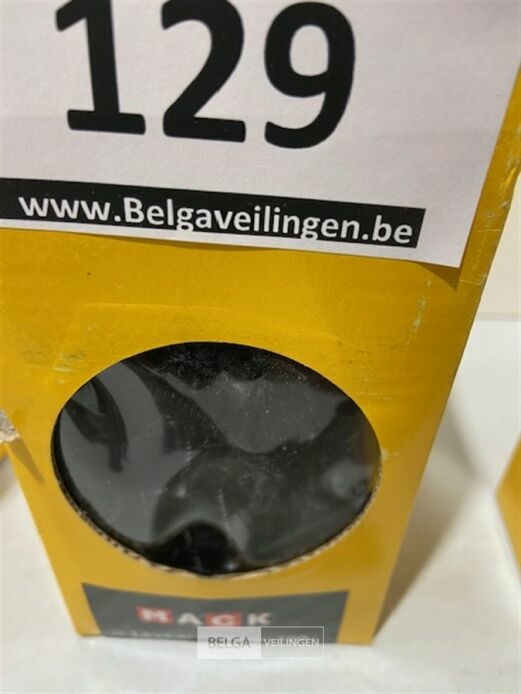 129
www.Belgaveilingen.be
MACK
BELGA VEILINGEN